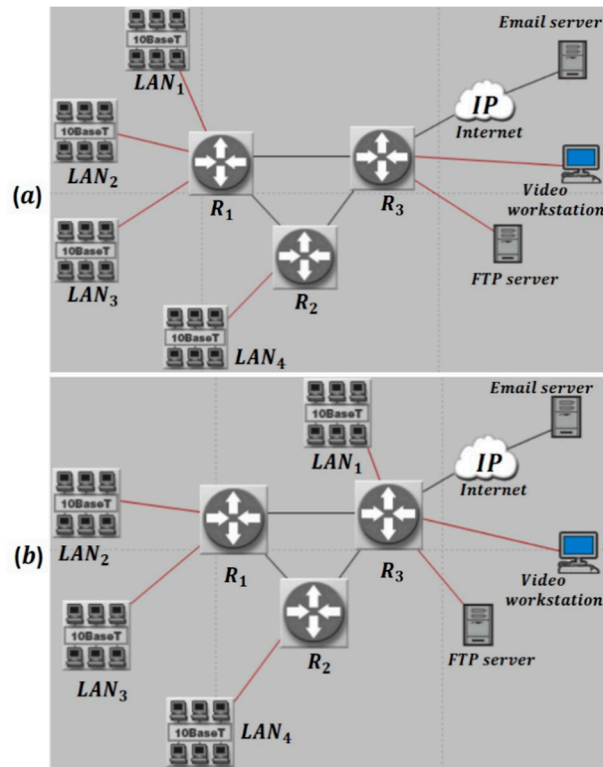 (a)
10BaseT
LAN1
10BaseT
LAN2
10BaseT
LAN3
10BaseT
LAN4
R1
R2
R3
Email server
IP
Internet
Video
workstation
FTP server
(b)
10BaseT
LAN1
10BaseT
LAN2
10BaseT
LAN3
10BaseT
LAN4
R1
R2
R3
Email server
IP
Internet
Video
workstation
FTP server